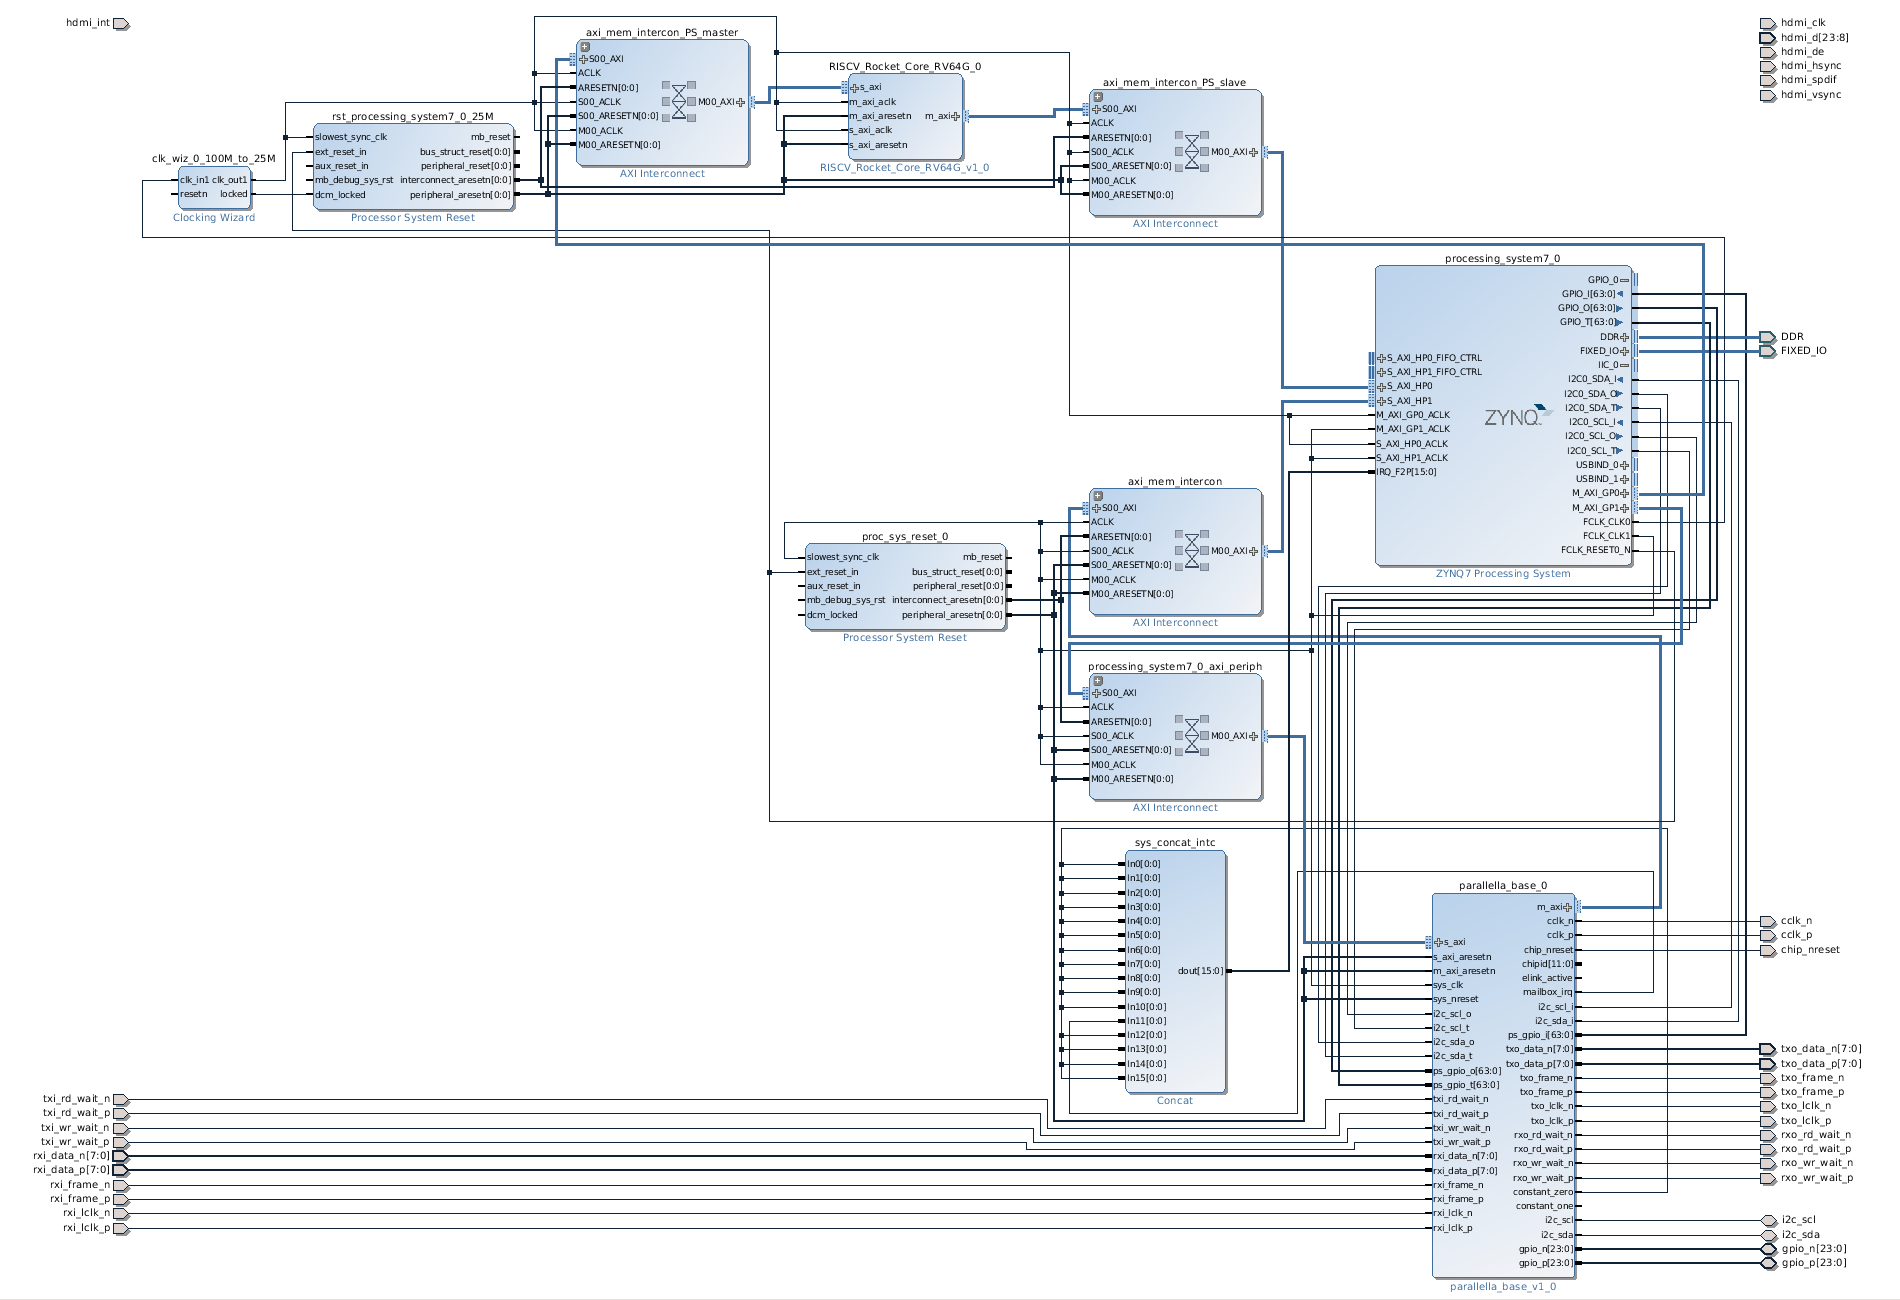 hdmi_int
hdmi_clk
hdmi_d[23:8]
hdmi_de
hdmi_hsync
hdmi_spdif
hdmi_vsync
axi_mem_intercon_PS_master
S00_AXI
ACLK
ARESETN[0:0]
S00_ACLK
S00_ARESETN[0:0]
M00_ACLK
M00_ARESETN[0:0]
M00_AXI
AXI Interconnect
RISCV_Rocket_Core_RV64G_0
s_axi
m_axi_aclk
m_axi_aresetn
s_axi_aclk
s_axi_aresetn
m_axi
RISCV_Rocket_Core_RV64G_v1_0
axi_mem_intercon_PS_slave
S00_AXI
ACLK
ARESETN[0:0]
S00_ACLK
S00_ARESETN[0:0]
M00_ACLK
M00_ARESETN[0:0]
M00_AXI
AXI Interconnect
rst_processing_system7_0_25M
slowest_sync_clk
ext_reset_in
aux_reset_in
mb_debug_sys_rst
dcm_locked
mb_reset
bus_struct_reset[0:0]
peripheral_reset[0:0]
interconnect_aresetn[0:0]
peripheral_aresetn[0:0]
Processor System Reset
clk_wiz_0_100M_to_25M
clk_in1 clk_out1
resetn locked
Clocking Wizard
processing_system7_0
S_AXI_HP0_FIFO_CTRL
S_AXI_HP1_FIFO_CTRL
S_AXI_HP0
S_AXI_HP1
M_AXI_GP0_ACLK
M_AXI_GP1_ACLK
S_AXI_HP0_ACLK
S_AXI_HP1_ACLK
IRQ_F2P[15:0]
ZYNQ
GPIO_0
GPIO_I[63:0]
GPIO_O[63:0]
GPIO_T[63:0]
DDR
FIXED_IO
IIC_0
I2C0_SDA_I
I2C0_SDA_O
I2C0_SDA_T
I2C0_SCL_I
I2C0_SCL_O
I2C0_SCL_T
USBIND_0
USBIND_1
M_AXI_GP0
M_AXI_GP1
FCLK_CLK0
FCLK_CLK1
FCLK_RESET0_N
ZYNQ7 Processing System
DDR
FIXED_IO
axi_mem_intercon
S00_AXI
ACLK
ARESETN[0:0]
S00_ACLK
S00_ARESETN[0:0]
M00_ACLK
M00_ARESETN[0:0]
M00_AXI
AXI Interconnect
proc_sys_reset_0
slowest_sync_clk
ext_reset_in
aux_reset_in
mb_debug_sys_rst
dcm_locked
mb_reset
bus_struct_reset[0:0]
peripheral_reset[0:0]
interconnect_aresetn[0:0]
peripheral_aresetn[0:0]
Processor System Reset
processing_system7_0_axi_periph
S00_AXI
ACLK
ARESETN[0:0]
S00_ACLK
S00_ARESETN[0:0]
M00_ACLK
M00_ARESETN[0:0]
M00_AXI
AXI Interconnect
sys_concat_intc
In0[0:0]
In1[0:0]
In2[0:0]
In3[0:0]
In4[0:0]
In5[0:0]
In6[0:0]
In7[0:0]
In8[0:0]
In9[0:0]
In10[0:0]
In11[0:0]
In12[0:0]
In13[0:0]
In14[0:0]
In15[0:0]
dout[15:0]
Concat
parallella_base_0
s_axi
s_axi_aresetn
m_axi_aresetn
sys_clk
sys_nreset
i2c_scl_o
i2c_scl_t
i2c_sda_o
i2c_sda_t
ps_gpio_o[63:0]
ps_gpio_t[63:0]
txi_rd_wait_n
txi_rd_wait_p
txi_wr_wait_n
txi_wr_wait_p
rxi_data_n[7:0]
rxi_data_p[7:0]
rxi_frame_n
rxi_frame_p
rxi_lclk_n
rxi_lclk_p
m_axi
cclk_n
cclk_p
chip_nreset
chipid[11:0]
elink_active
mailbox_irq
i2c_scl_i
i2c_sda_i
ps_gpio_i[63:0]
txo_data_n[7:0]
txo_data_p[7:0]
txo_frame_n
txo_frame_p
txo_lclk_n
txo_lclk_p
rxo_rd_wait_n
rxo_rd_wait_p
rxo_wr_wait_n
rxo_wr_wait_p
constant_zero
constant_one
i2c_scl
i2c_sda
gpio_n[23:0]
gpio_p[23:0]
parallella_base_v1_0
txi_rd_wait_n
txi_rd_wait_p
txi_wr_wait_n
txi_wr_wait_p
rxi_data_n[7:0]
rxi_data_p[7:0]
rxi_frame_n
rxi_frame_p
rxi_lclk_n
rxi_lclk_p
cclk_n
cclk_p
chip_nreset
txo_data_n[7:0]
txo_data_p[7:0]
txo_frame_n
txo_frame_p
txo_lclk_n
txo_lclk_p
rxo_rd_wait_n
rxo_rd_wait_p
rxo_wr_wait_n
rxo_wr_wait_p
i2c_scl
i2c_sda
gpio_n[23:0]
gpio_p[23:0]